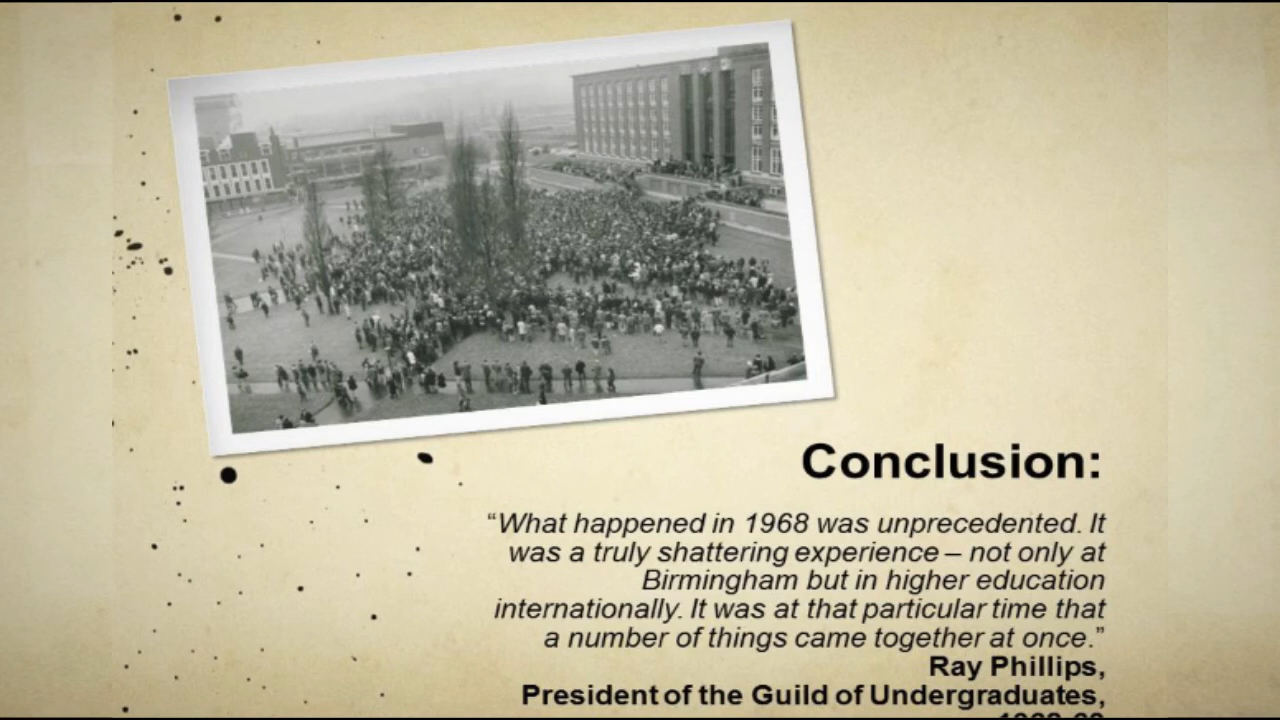 Conclusion:
“What happened in 1968 was unprecedented. It
was a truly shattering experience – not only at
Birmingham but in higher education
internationally. It was at that particular time that
a number of things came together at once.”
Ray Phillips,
President of the Guild of Undergraduates,